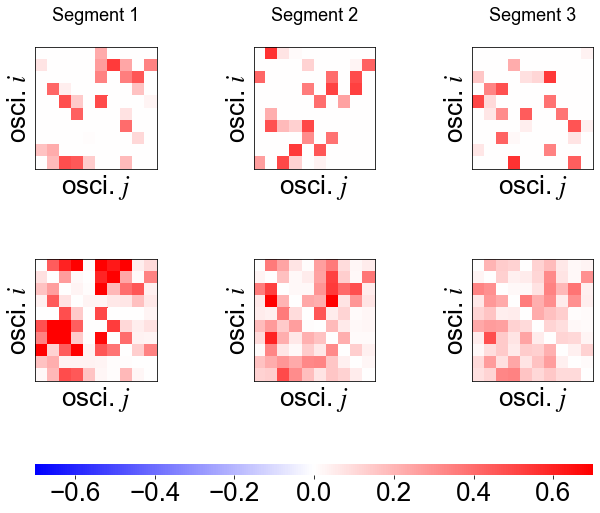 Segment 1 Segment 2 Segment 3
osci. i osci. i osci. i
osci. j osci. j osci. j
osci. i osci. i osci. i
osci. j osci. j osci. j
−0.6 −0.4 −0.2 0.0 0.2 0.4 0.6